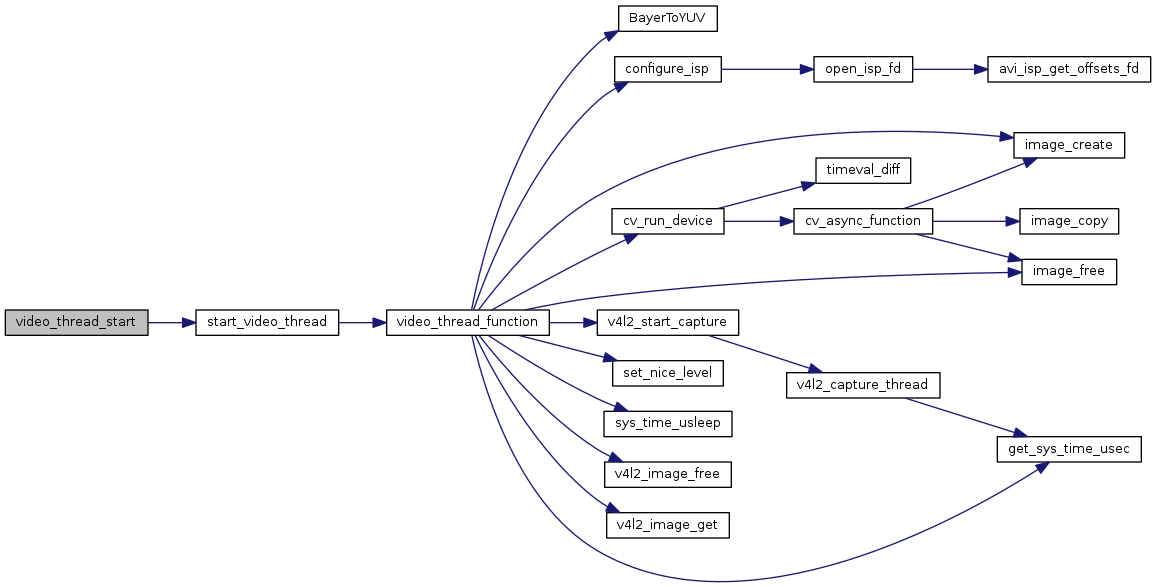 BayerToYUV
configure_isp
open_isp_fd
avi_isp_get_offsets_fd
image_create
timeval_diff
cv_run_device
cv_async_function
image_copy
image_free
video_thread_start
start_video_thread
video_thread_function
v4l2_start_capture
set_nice_level
v4l2_capture_thread
sys_time_usleep
get_sys_time_usec
v4l2_image_free
v4l2_image_get